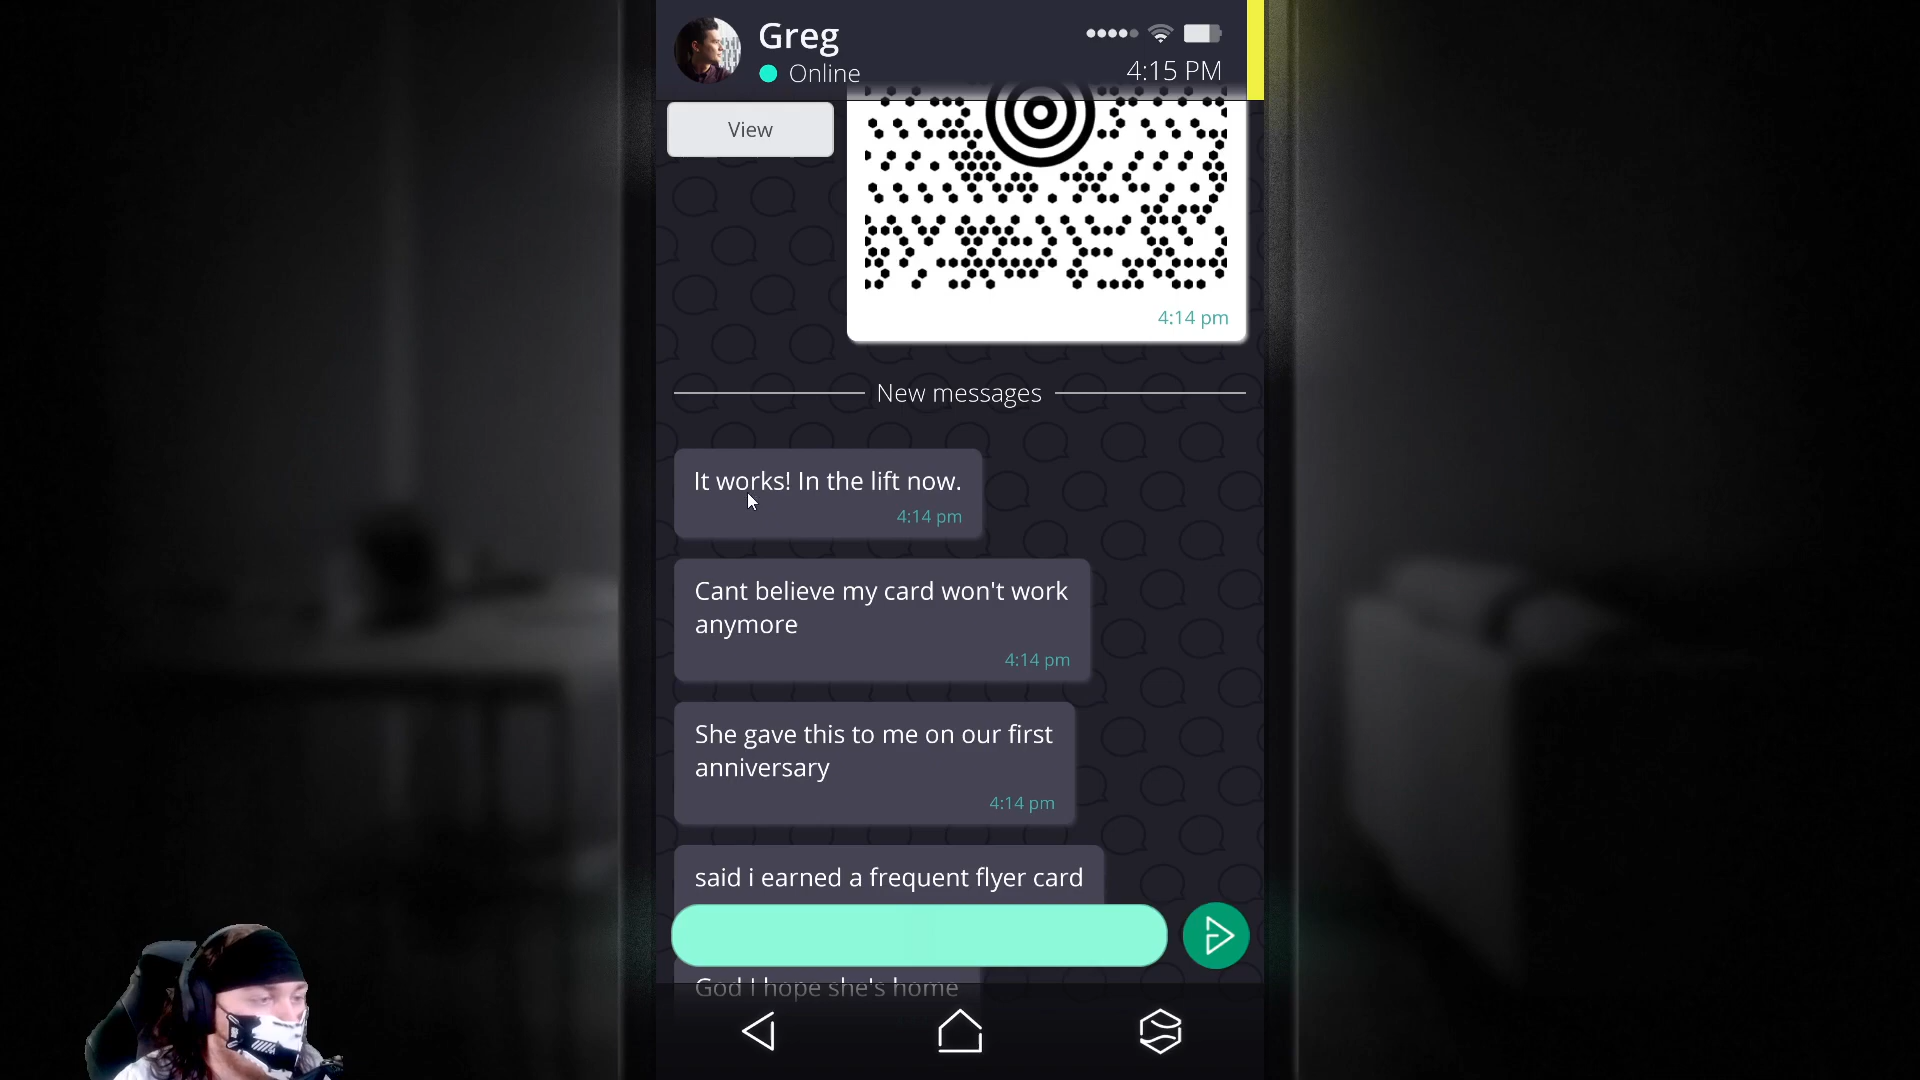 Greg
Online
4:15 PM
View
4:14 pm
New messages
It works! In the lift now.
4:14 pm
Cant believe my card won't work
anymore
4:14 pm
She gave this to me on our first
anniversary
4:14 pm
said i earned a frequent flyer card
God I hope she's home